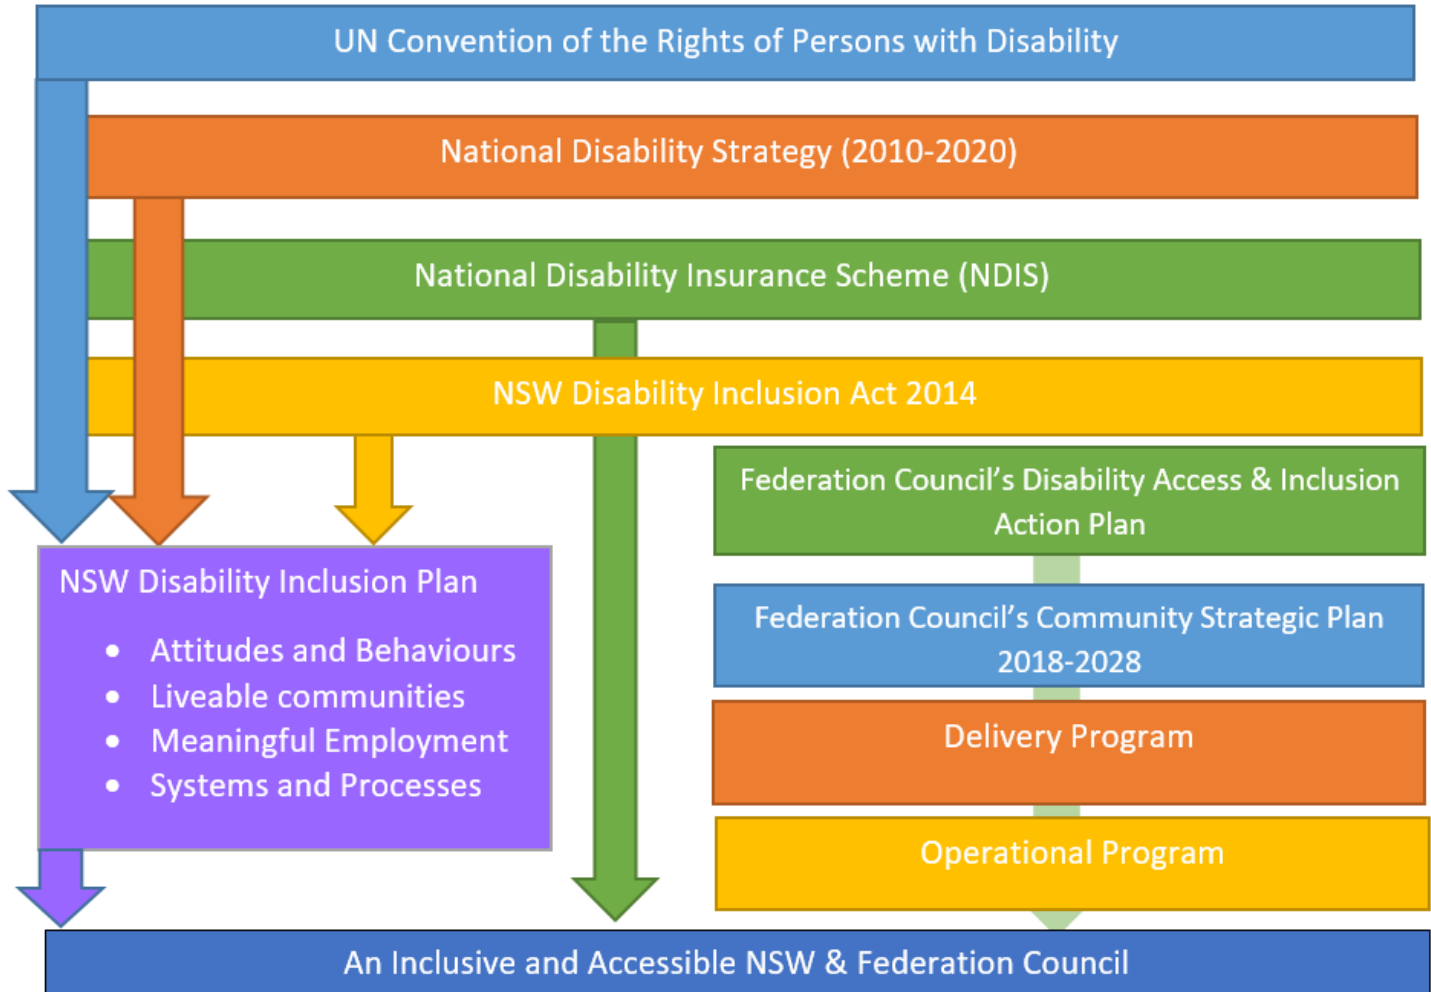 UN Convention of the Rights of Persons with Disability
National Disability Strategy (2010-2020)
National Disability Insurance Scheme (NDIS)
NSW Disability Inclusion Act 2014
Federation Council’s Disability Access & Inclusion
Action Plan
Federation Council’s Community Strategic Plan
2018-2028
Delivery Program
Operational Program
NSW Disability Inclusion Plan
• Attitudes and Behaviours
• Liveable communities
• Meaningful Employment
• Systems and Processes
An Inclusive and Accessible NSW & Federation Council